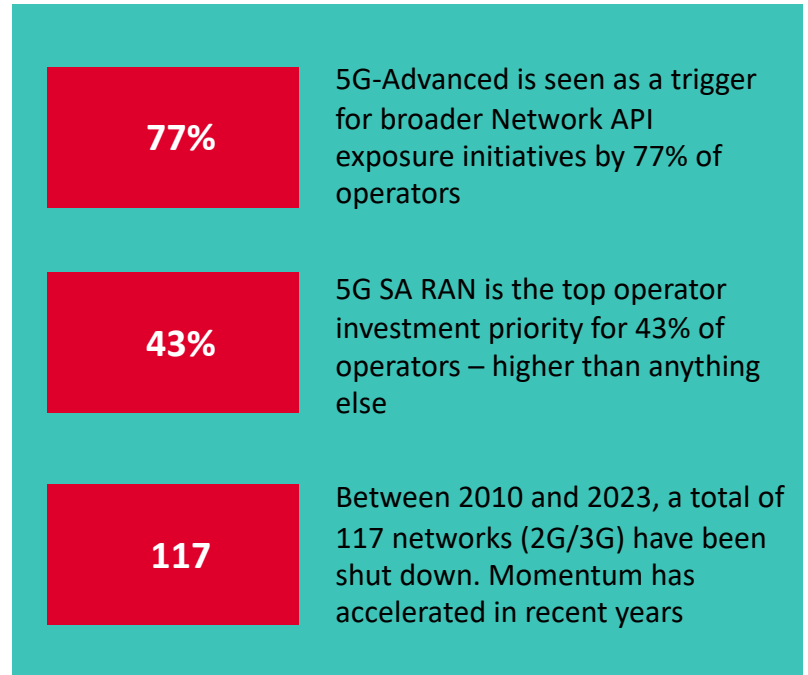 77%
5G-Advanced is seen as a trigger
for broader Network API
exposure initiatives by 77% of
operators
43%
5G SA RAN is the top operator
investment priority for 43% of
operators – higher than anything
else
117
Between 2010 and 2023, a total of
117 networks (2G/3G) have been
shut down. Momentum has
accelerated in recent years